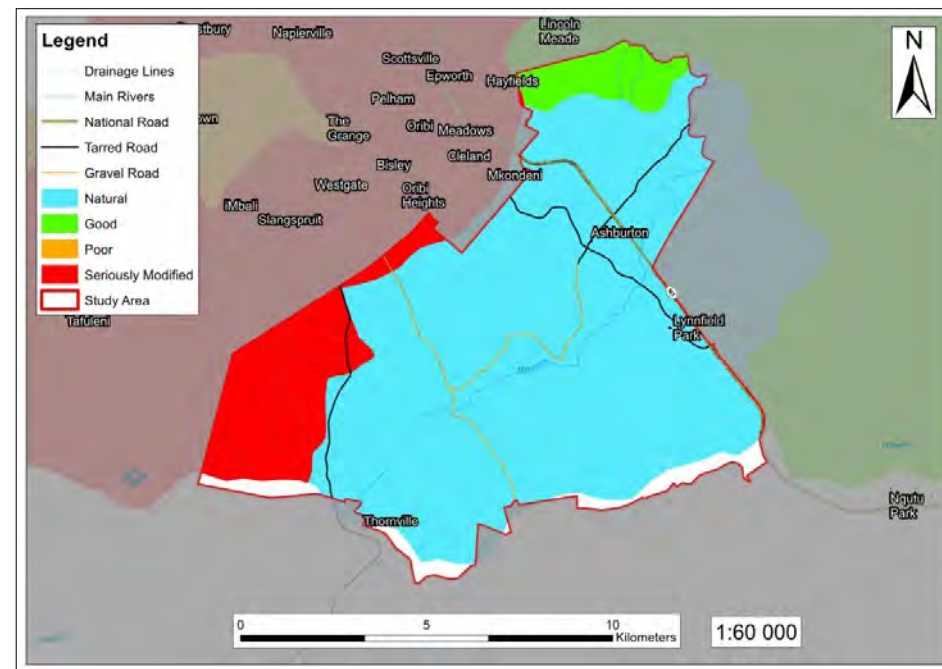 Legend
Drainage Lines
Main Rivers
National Road
Tarred Road
Gravel Road
Natural
Good
Poor
Seriously Modified
Study Area
Napierville
Lincoln
Meade
Scottsville
Epworth
Hayfields
Pelham
The
Grange
Oribi
Meadows
Bisley
Cleland
Mkondeni
Westgate
Oribi
Heights
iMbali
Slangspruit
Ashburton
Tafuleni
Lynnfield
Park
Ngutu
Park
Thornville
N
0
5
10
Kilometers
1:60 000